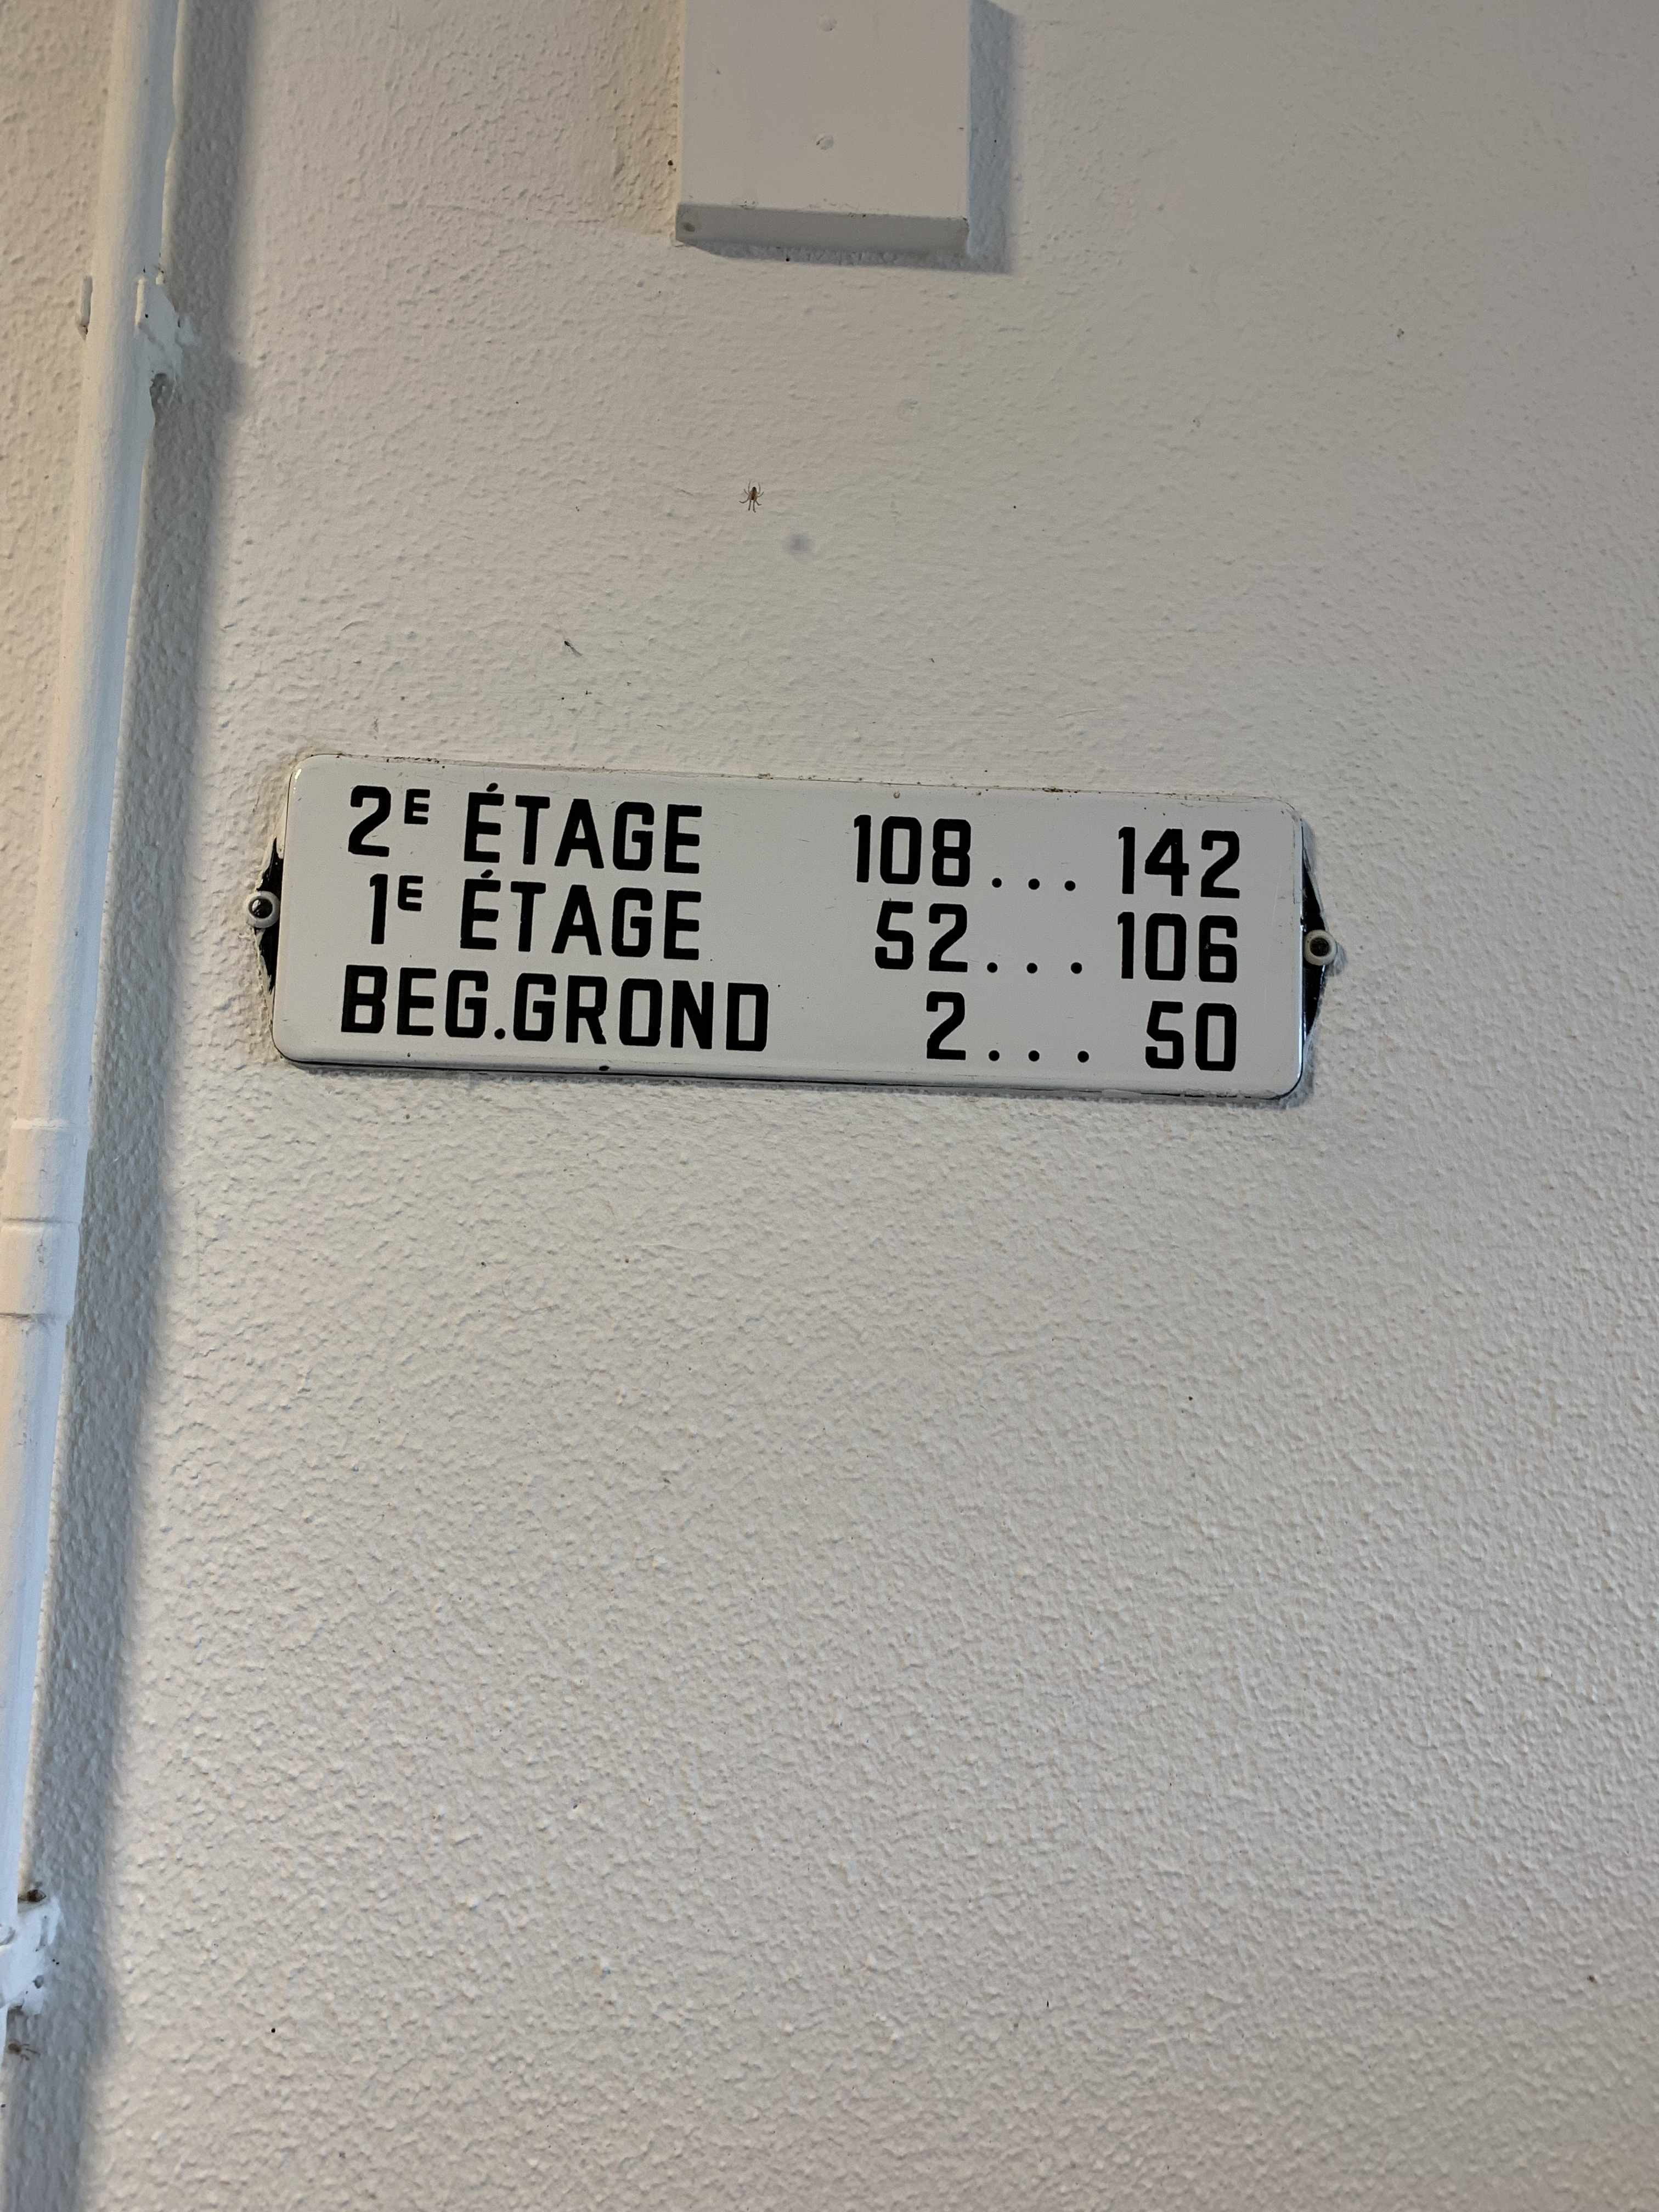 2E ÉTAGE 108... 142
1E ÉTAGE 52... 106
BEG.GROND 2... 50